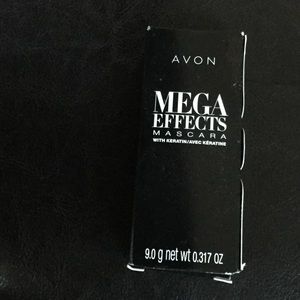 AVON
MEGA
EFFECTS
MASCARA
WITH KERATIN/AVEC KÉRATINE
9.0 g net wt 0.317 oz